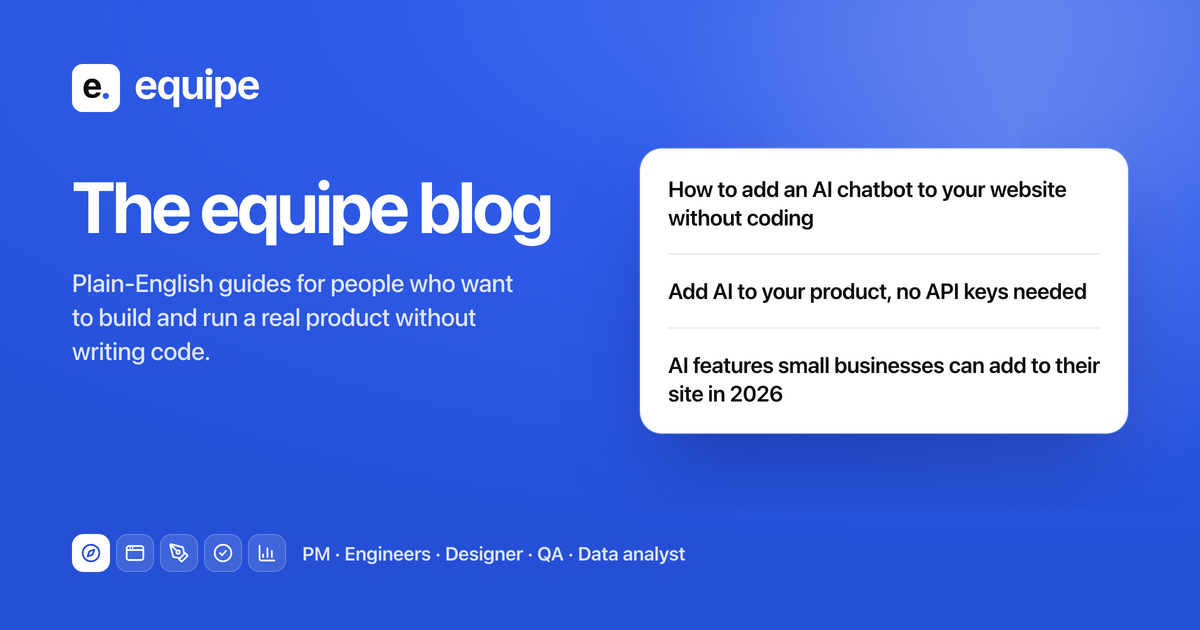 e.
equipe
The equipe blog
Plain-English guides for people who want
to build and run a real product without
writing code.
How to add an AI chatbot to your website
without coding
Add AI to your product, no API keys needed
AI features small businesses can add to their
site in 2026
PM · Engineers · Designer · QA · Data analyst